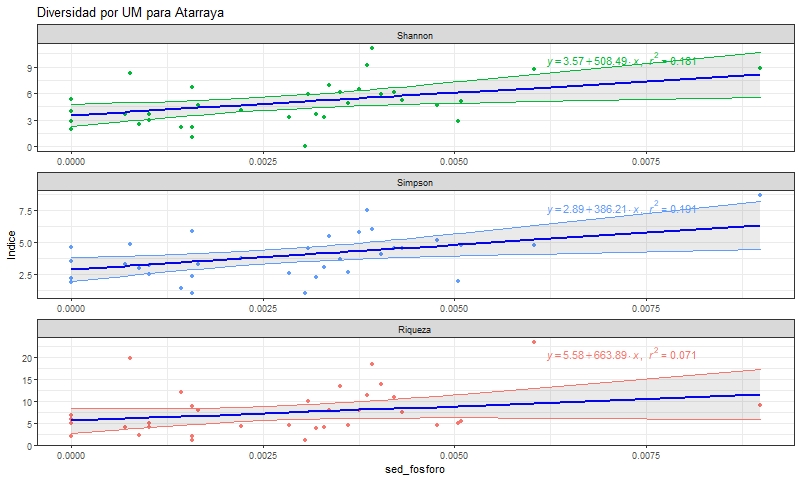 Diversidad por UM para Atarraya
Shannon
y = 3.57 + 508.49 · x, r² = 0.181
9
6
3
0
0.0000 0.0025 0.0050 0.0075
Simpson
y = 2.89 + 386.21 · x, r² = 0.191
7.5
5.0
2.5
0.0000 0.0025 0.0050 0.0075
Indice
Riqueza
y = 5.58 + 663.89 · x, r² = 0.071
20
15
10
5
0
0.0000 0.0025 0.0050 0.0075
sed_fosforo